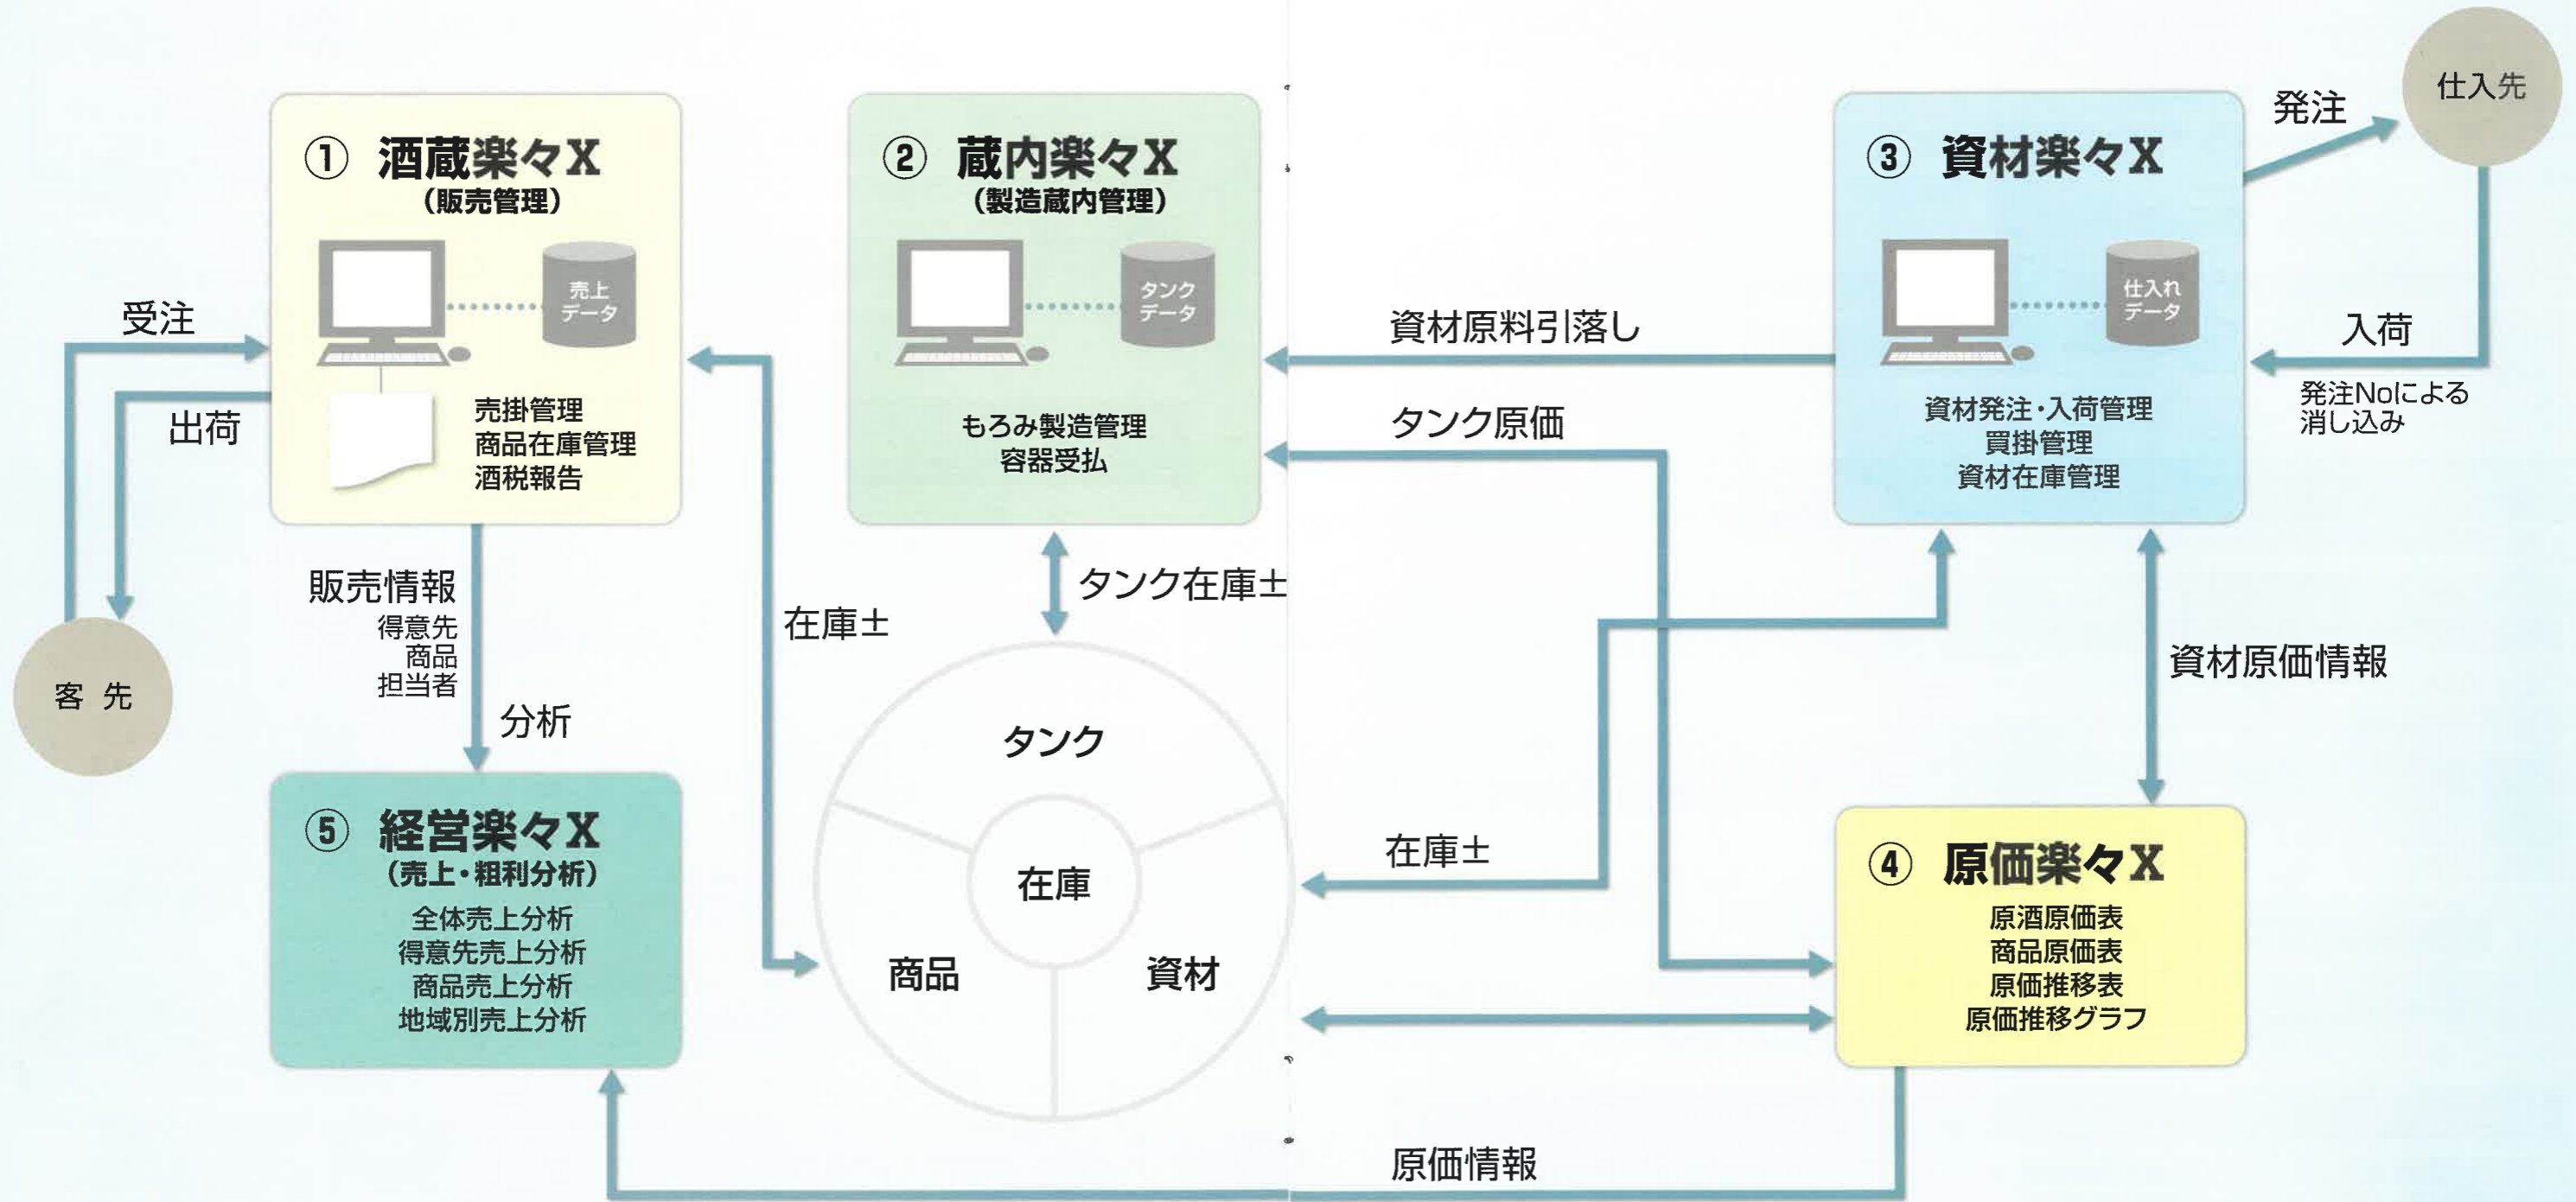 ① 酒蔵楽々X
（販売管理）
売上
データ
売掛管理
商品在庫管理
酒税報告
受注
出荷
客 先
販売情報
得意先
商品
担当者
分析
⑤ 経営楽々X
（売上・粗利分析）
全体売上分析
得意先売上分析
商品売上分析
地域別売上分析
② 蔵内楽々X
（製造蔵内管理）
タンク
データ
もろみ製造管理
容器受払
タンク在庫±
在庫±
タンク
在庫
商品
資材
資材原料引落し
タンク原価
在庫±
原価情報
③ 資材楽々X
仕入れ
データ
資材発注・入荷管理
買掛管理
資材在庫管理
発注
仕入先
入荷
発注Noによる
消し込み
資材原価情報
④ 原価楽々X
原酒原価表
商品原価表
原価推移表
原価推移グラフ